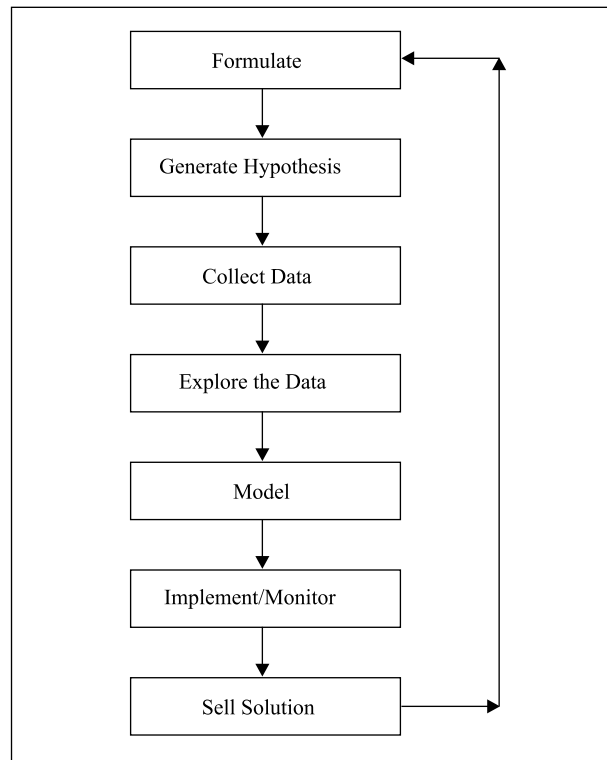 Formulate
Generate Hypothesis
Collect Data
Explore the Data
Model
Implement/Monitor
Sell Solution